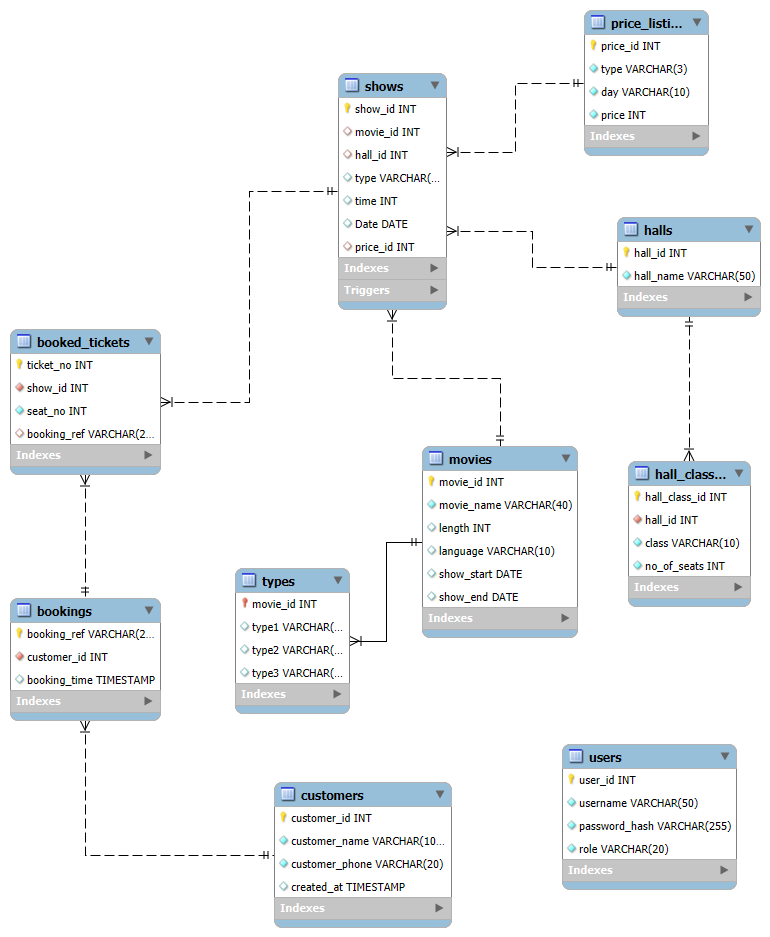 price_listi...
price_id INT
type VARCHAR(3)
day VARCHAR(10)
price INT
Indexes
shows
show_id INT
movie_id INT
hall_id INT
type VARCHAR(...
time INT
Date DATE
price_id INT
Indexes
Triggers
halls
hall_id INT
hall_name VARCHAR(50)
Indexes
booked_tickets
ticket_no INT
show_id INT
seat_no INT
booking_ref VARCHAR(2...
Indexes
movies
movie_id INT
movie_name VARCHAR(40)
length INT
language VARCHAR(10)
show_start DATE
show_end DATE
Indexes
hall_class...
hall_class_id INT
hall_id INT
class VARCHAR(10)
no_of_seats INT
Indexes
types
movie_id INT
type1 VARCHAR(...
type2 VARCHAR(...
type3 VARCHAR(...
Indexes
bookings
booking_ref VARCHAR(2...
customer_id INT
booking_time TIMESTAMP
Indexes
customers
customer_id INT
customer_name VARCHAR(10...
customer_phone VARCHAR(20)
created_at TIMESTAMP
Indexes
users
user_id INT
username VARCHAR(50)
password_hash VARCHAR(255)
role VARCHAR(20)
Indexes